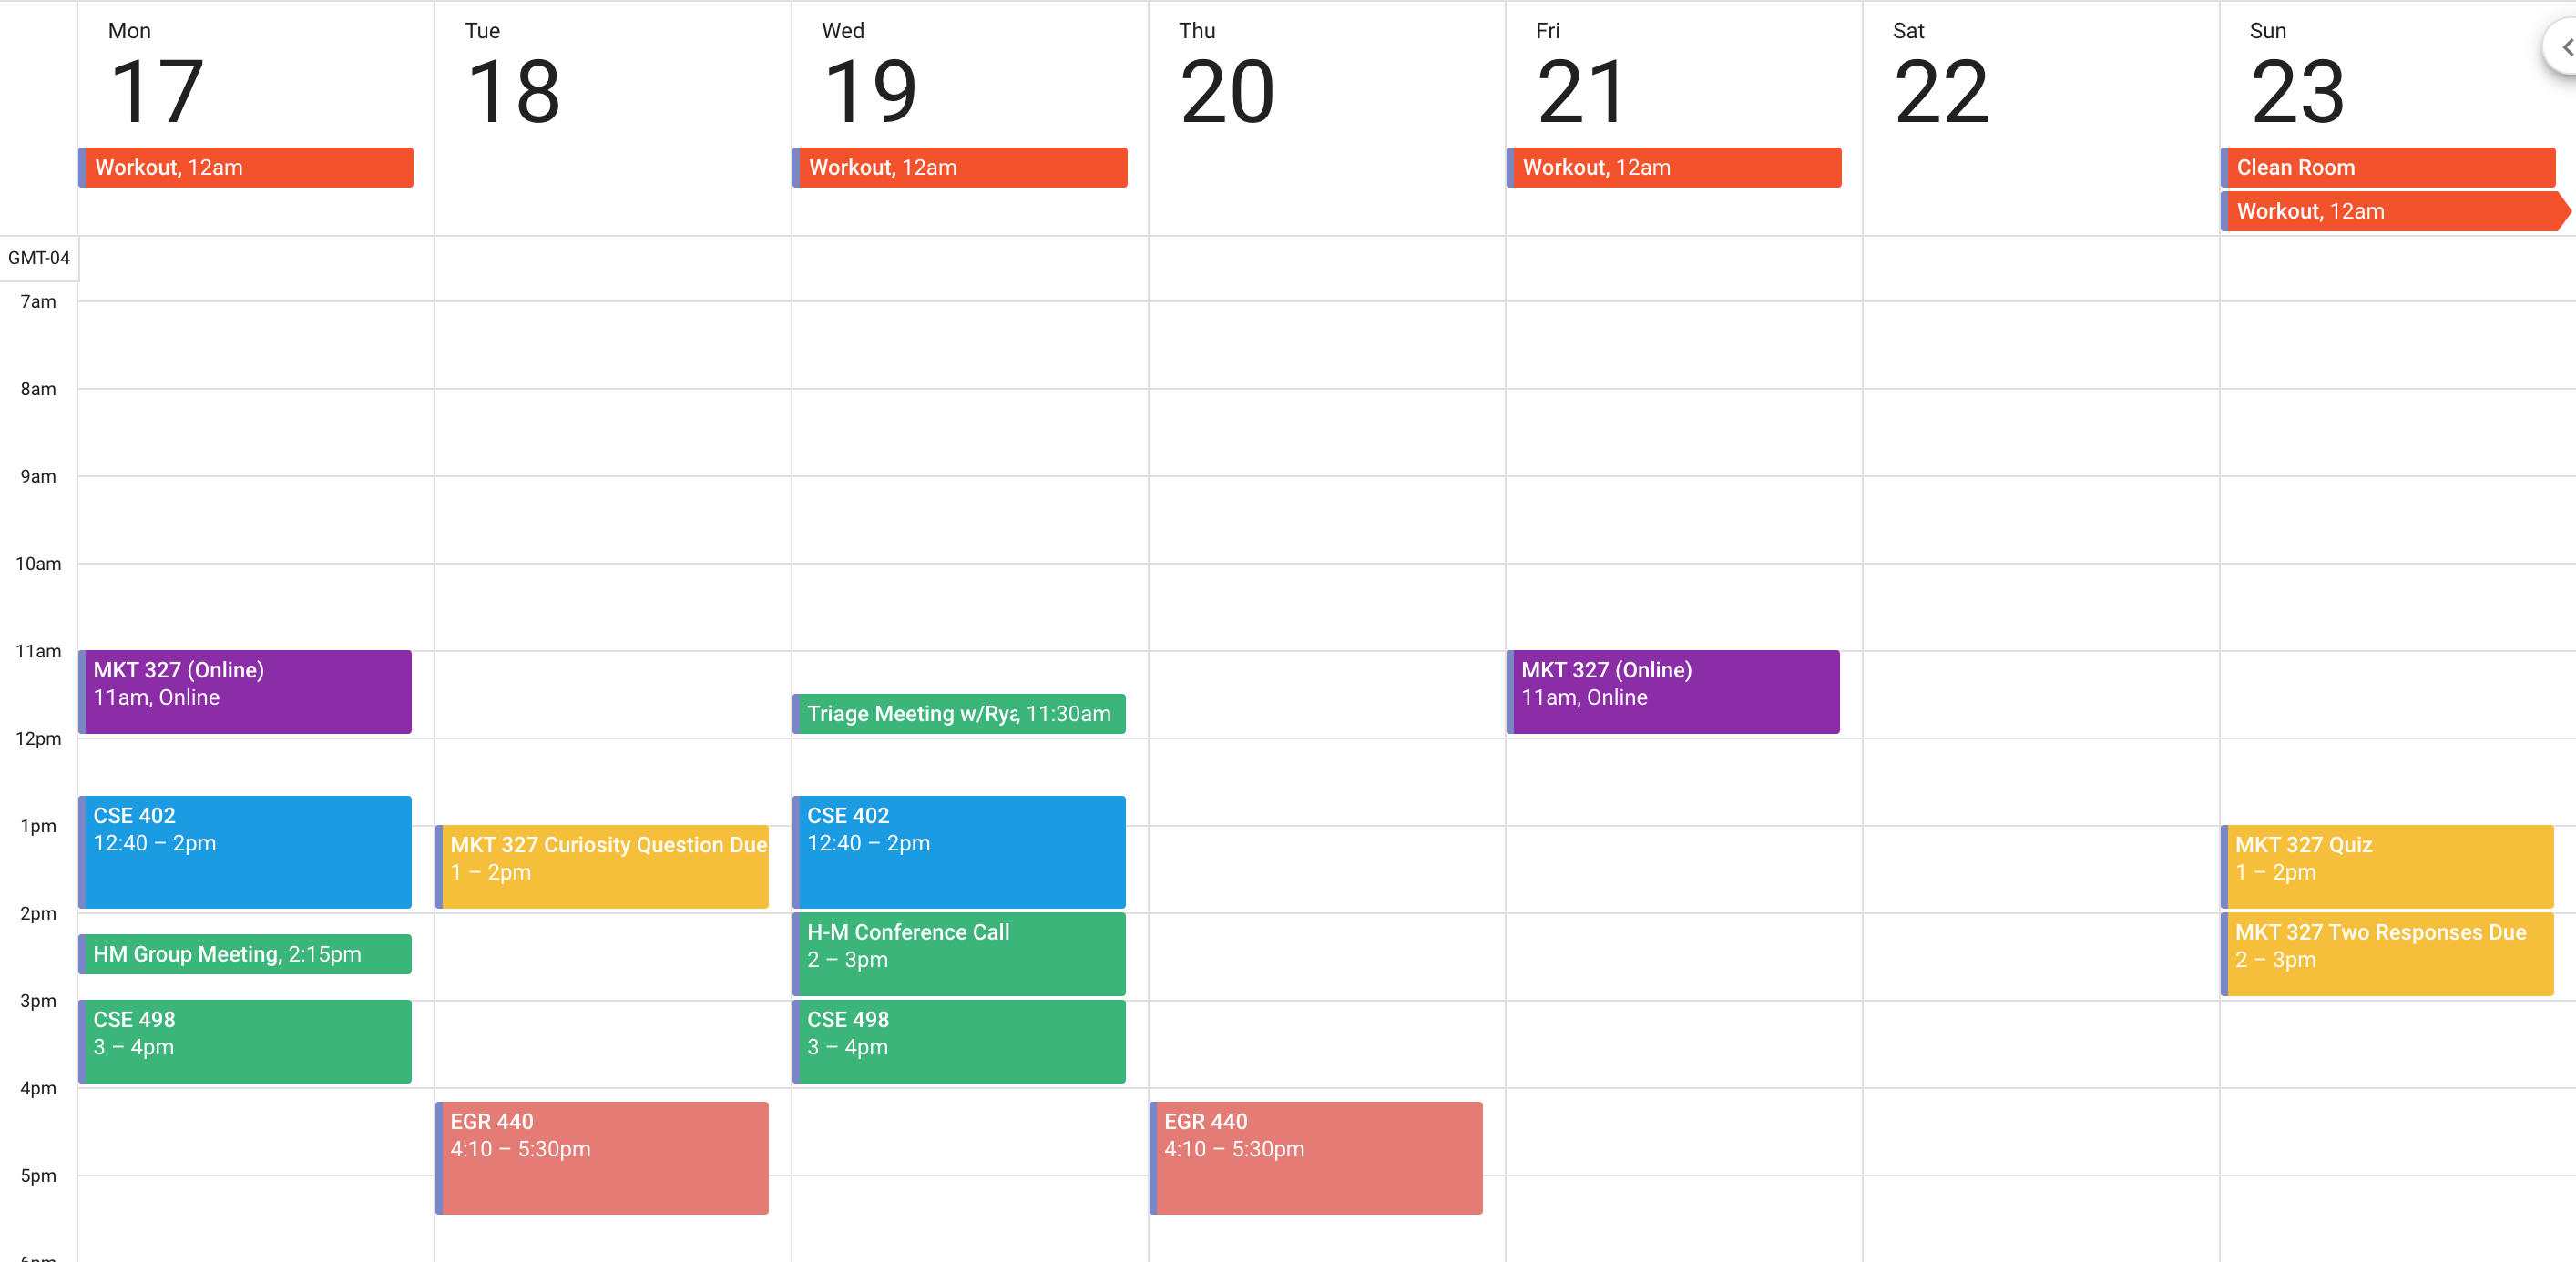 Mon
17
Tue
18
Wed
19
Thu
20
Fri
21
Sat
22
Sun
23
Workout, 12am
Workout, 12am
Workout, 12am
Clean Room
Workout, 12am
GMT-04
7am
8am
9am
10am
11am
12pm
1pm
2pm
3pm
4pm
5pm
MKT 327 (Online)
11am, Online
CSE 402
12:40 – 2pm
HM Group Meeting, 2:15pm
CSE 498
3 – 4pm
MKT 327 Curiosity Question Due
1 – 2pm
EGR 440
4:10 – 5:30pm
Triage Meeting w/Rya, 11:30am
CSE 402
12:40 – 2pm
H-M Conference Call
2 – 3pm
CSE 498
3 – 4pm
EGR 440
4:10 – 5:30pm
MKT 327 (Online)
11am, Online
MKT 327 Quiz
1 – 2pm
MKT 327 Two Responses Due
2 – 3pm